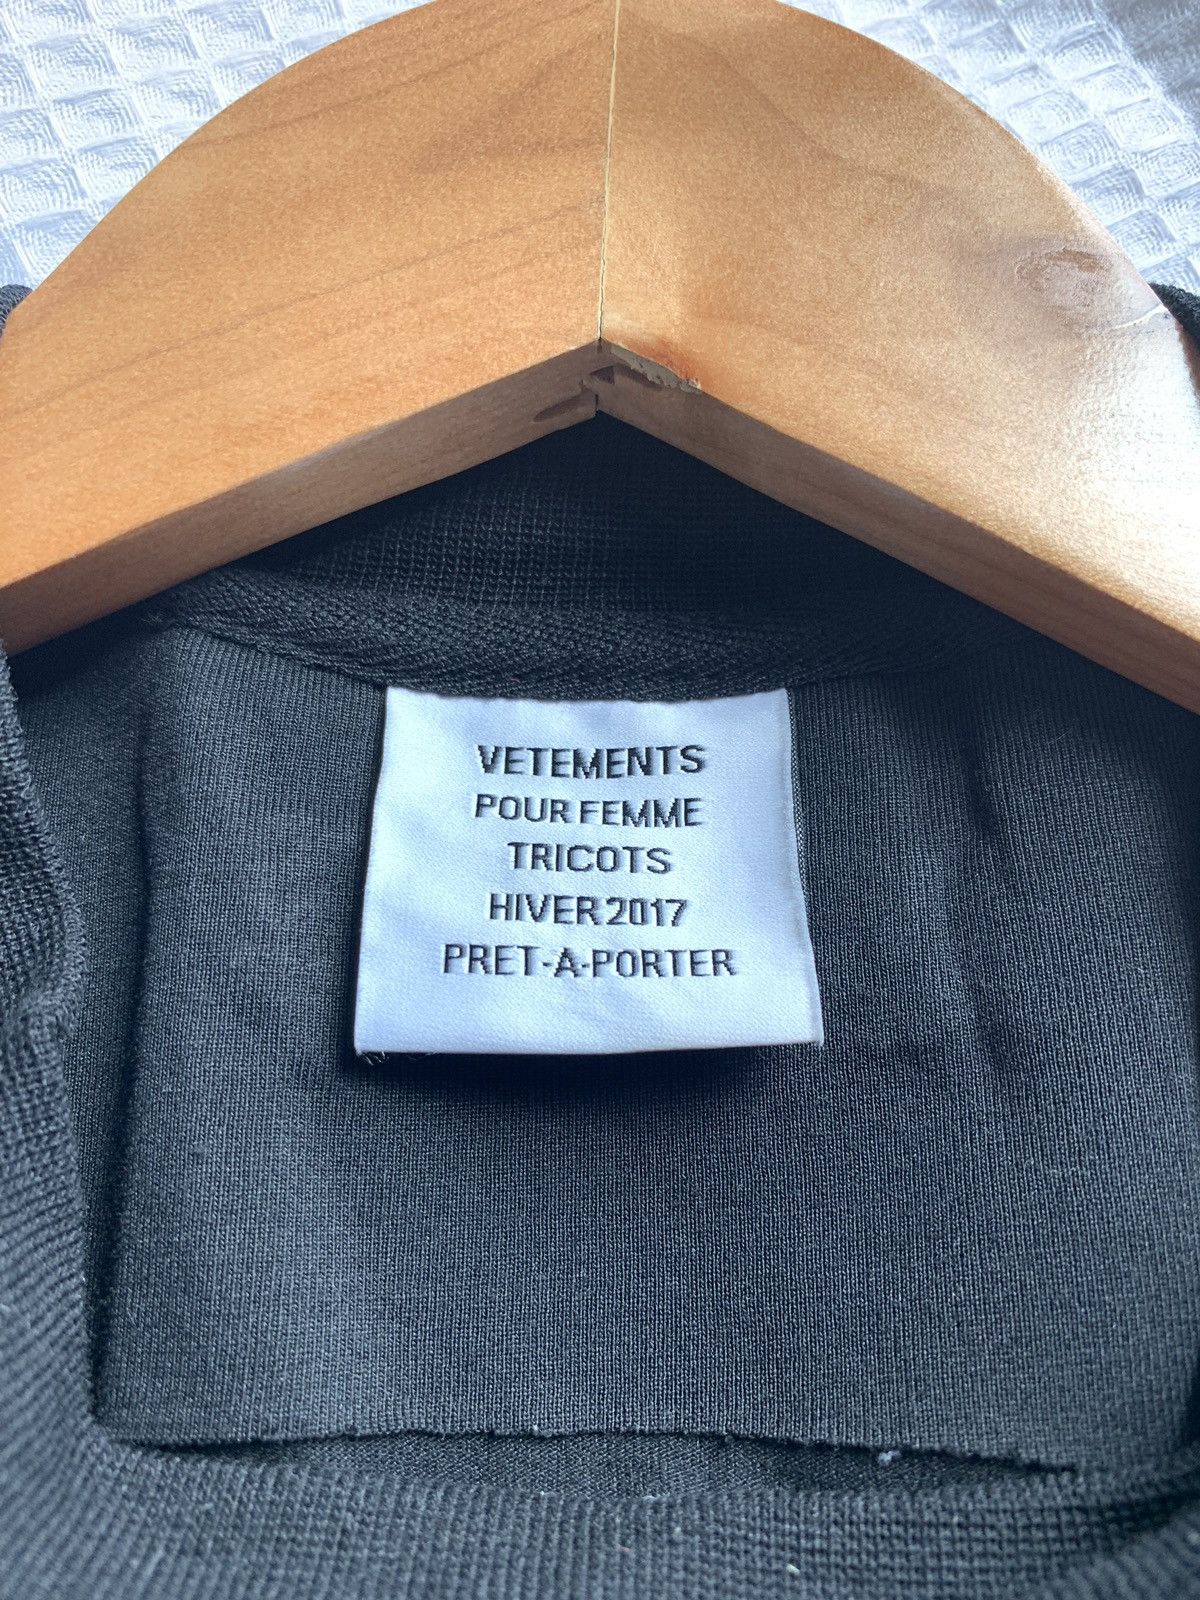 VETEMENTS
POUR FEMME
TRICOTS
HIVER 2017
PRET-A-PORTER